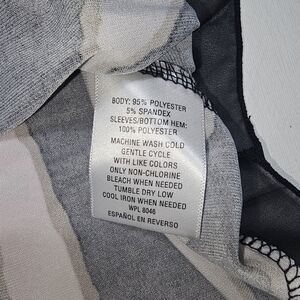 BODY: 95% POLYESTER
5% SPANDEX
SLEEVES/BOTTOM HEM:
100% POLYESTER
MACHINE WASH COLD
GENTLE CYCLE
WITH LIKE COLORS
ONLY NON-CHLORINE
BLEACH WHEN NEEDED
TUMBLE DRY LOW
COOL IRON WHEN NEEDED
WPL 8046
ESPAÑOL EN REVERSO